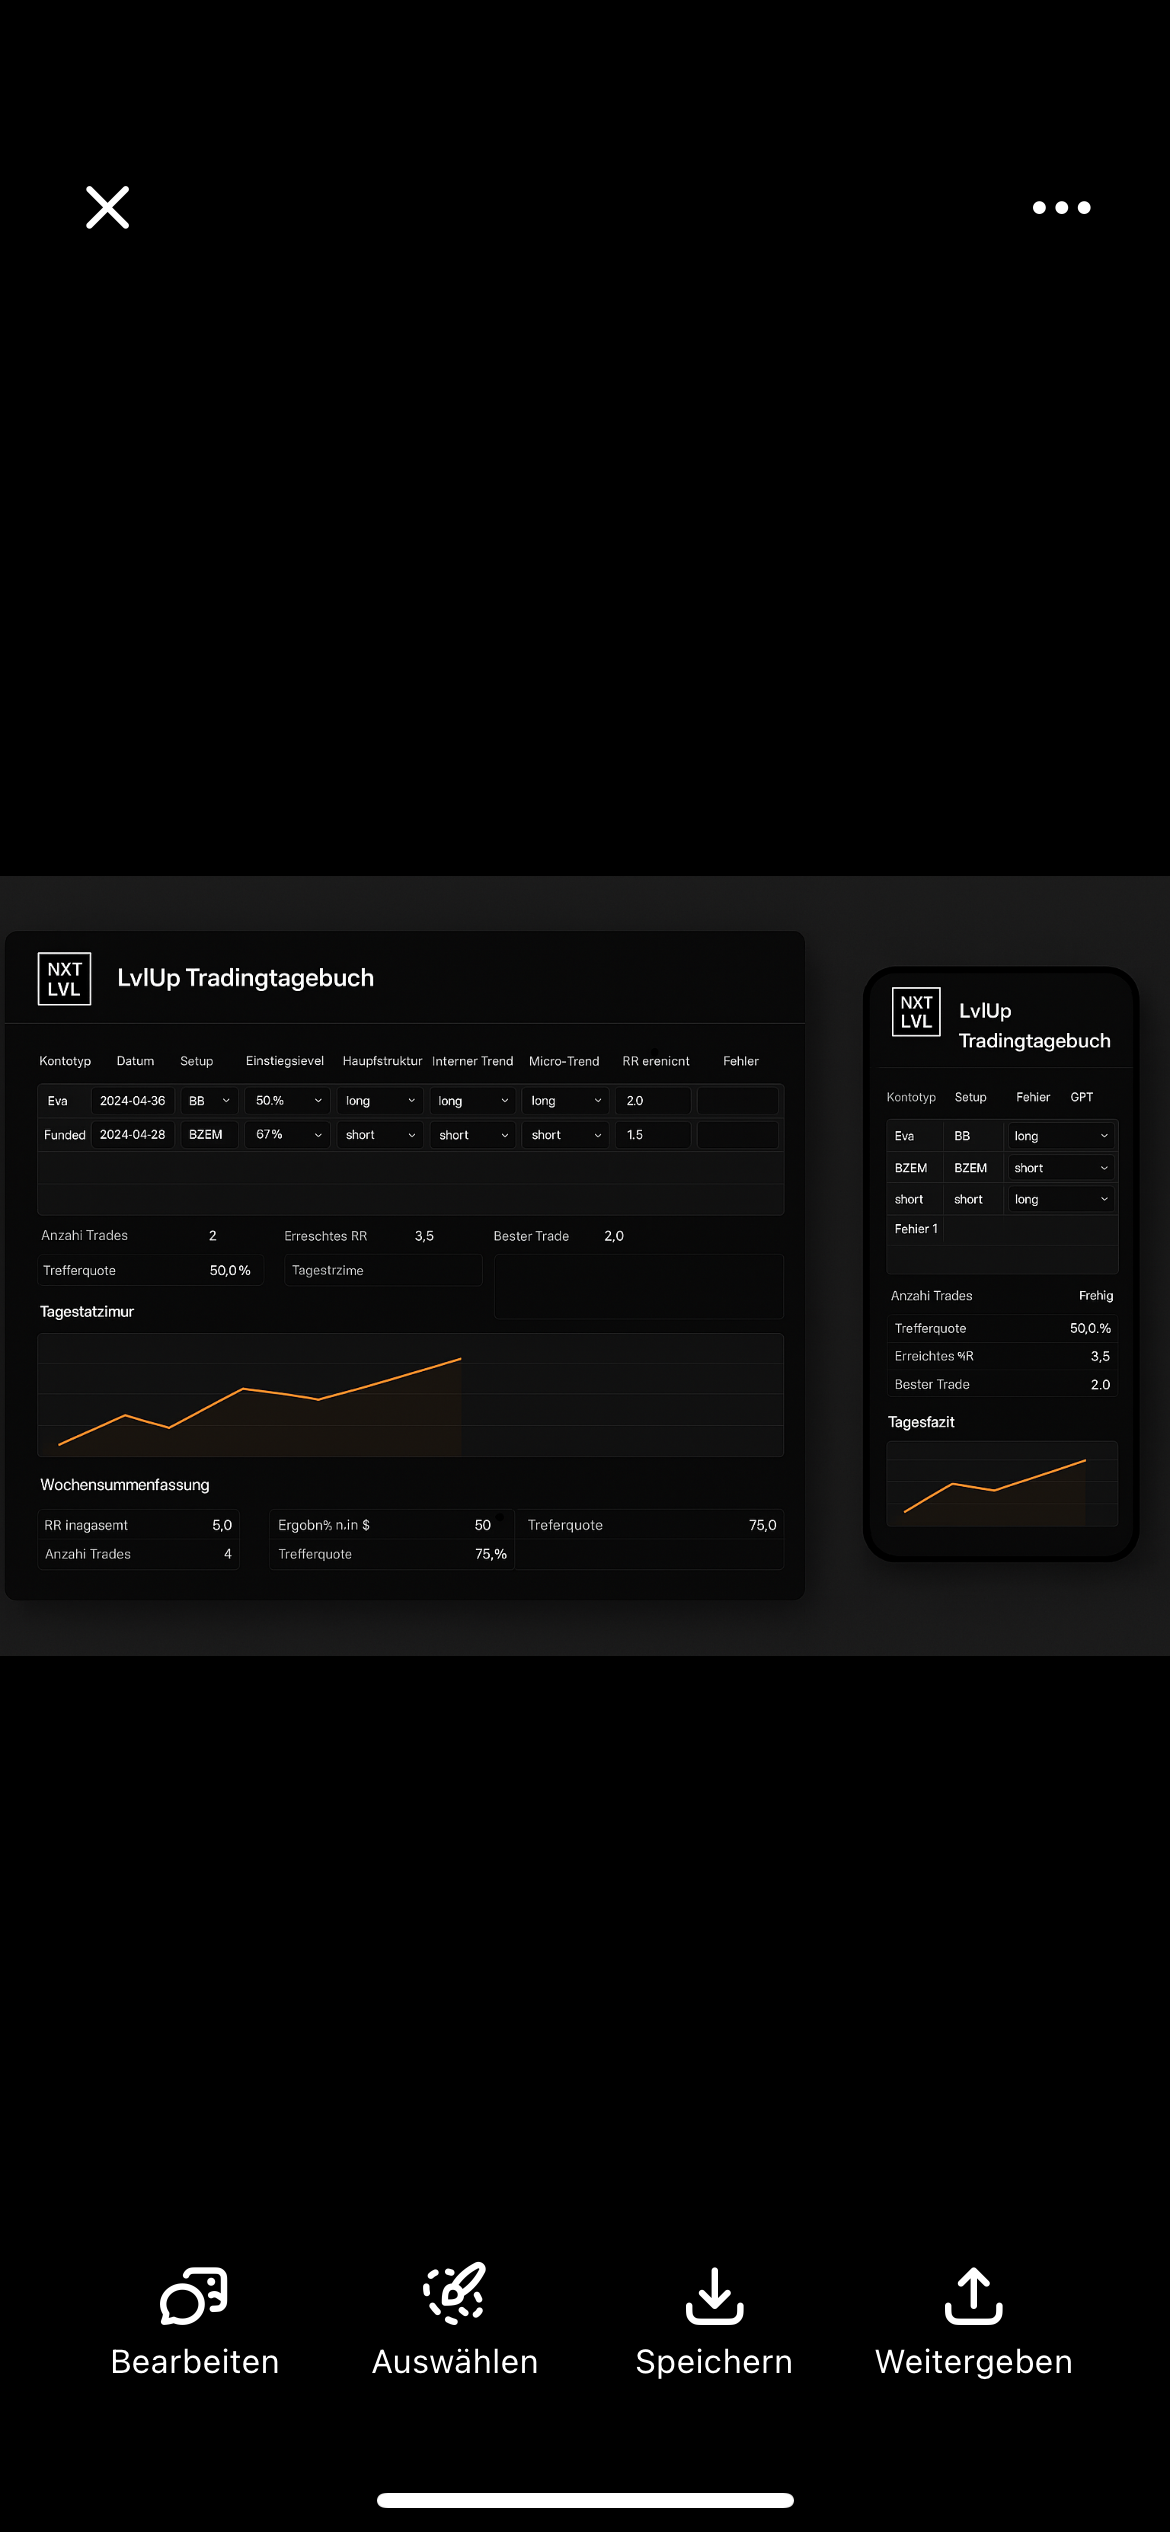 NXT
LVL
LvlUp Tradingtagebuch
Kontotyp Datum Setup Einstiegsievel Haupfstruktur Interner Trend Micro-Trend RR erenicnt Fehler
Eva 2024-04-36 BB 50.% long long long 2.0
Funded 2024-04-28 BZEM 67% short short short 1.5
Anzahl Trades 2 Erreschtes RR 3,5 Bester Trade 2,0
Trefferquote 50,0% Tagestrzime
Tagestatzimur
Wochensummenfassung
RR inagasemt 5,0 Ergobn% n.in $ 50 Treferquote 75,0
Anzahl Trades 4 Trefferquote 75,%
NXT
LVL
LvlUp
Tradingtagebuch
Kontotyp Setup Fehier GPT
Eva BB long
BZEM BZEM short
short short long
Fehier 1
Anzahi Trades Frehig
Trefferquote 50,0.%
Erreichtes %R 3,5
Bester Trade 2.0
Tagesfazit
Bearbeiten Auswählen Speichern Weitergeben